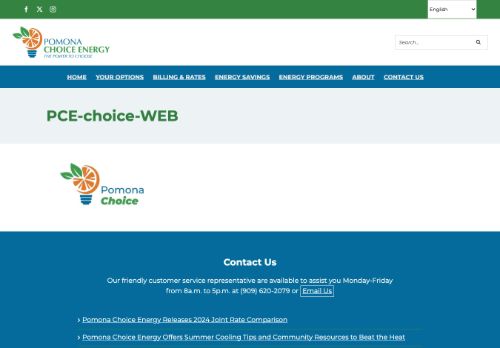 English
POMONA
CHOICE ENERGY
THE POWER TO CHOOSE
Search...
HOME YOUR OPTIONS BILLING & RATES ENERGY SAVINGS ENERGY PROGRAMS ABOUT CONTACT US
PCE-choice-WEB
Pomona
Choice
Contact Us
Our friendly customer service representative are available to assist you Monday-Friday
from 8a.m. to 5p.m. at (909) 620-2079 or Email Us
Pomona Choice Energy Releases 2024 Joint Rate Comparison
Pomona Choice Energy Offers Summer Cooling Tips and Community Resources to Beat the Heat